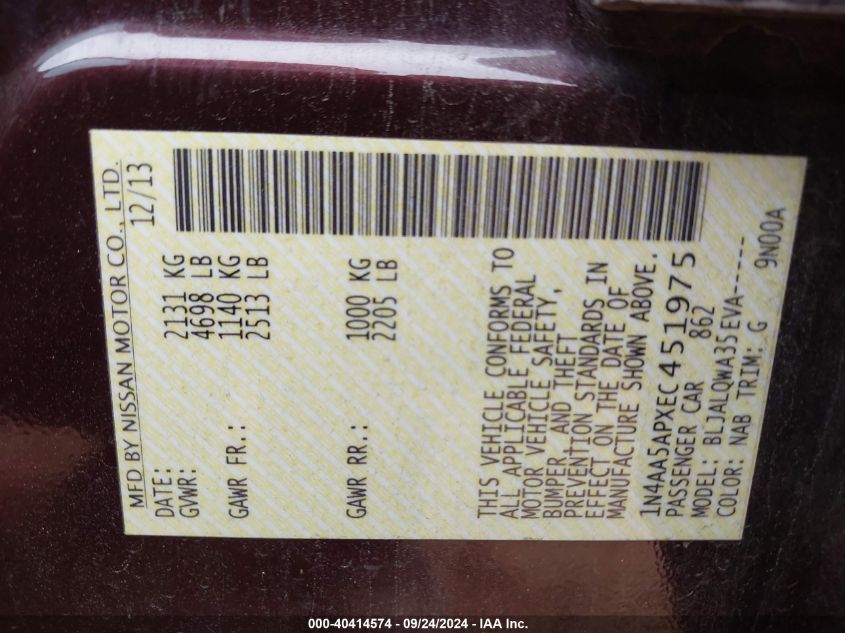 MFD BY NISSAN MOTOR CO., LTD.
DATE: 12/13
GVWR: 2131 KG
4698 LB
GAWR FR.: 1140 KG
2513 LB
GAWR RR.: 1000 KG
2205 LB
THIS VEHICLE CONFORMS TO
ALL APPLICABLE FEDERAL
MOTOR VEHICLE SAFETY,
BUMPER, AND THEFT
PREVENTION STANDARDS IN
EFFECT ON THE DATE OF
MANUFACTURE SHOWN ABOVE.
1N4AA5APXEC451975
PASSENGER CAR 862
MODEL: BLJALQWA35EVA-----
COLOR: NAB TRIM: G 9N00A
000-40414574 - 09/24/2024 - IAA Inc.